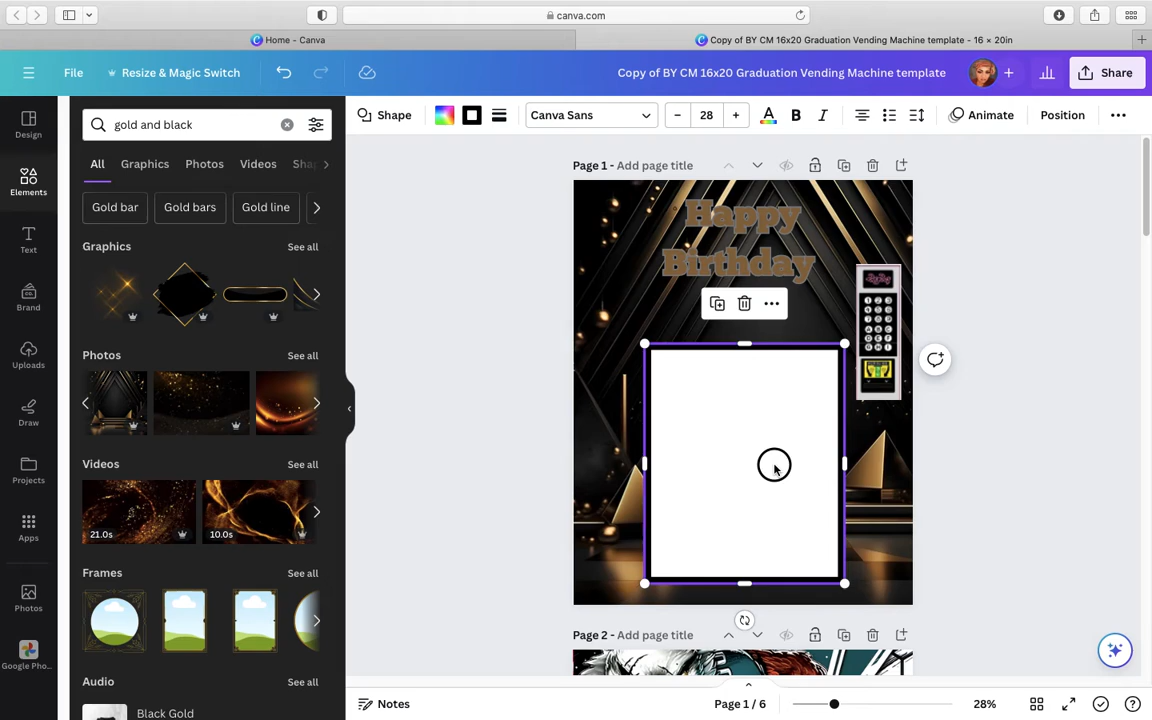 canva.com
Home - Canva
Copy of BY CM 16x20 Graduation Vending Machine template - 16 × 20in
File
Resize & Magic Switch
Copy of BY CM 16x20 Graduation Vending Machine template
Share
Design
Elements
Text
Brand
Uploads
Draw
Projects
Apps
Photos
Google Pho...
gold and black
All
Graphics
Photos
Videos
Gold bar
Gold bars
Gold line
Graphics
See all
Photos
See all
Videos
See all
21.0s
10.0s
Frames
See all
Audio
See all
Black Gold
Shape
Canva Sans
28
A
B
I
Animate
Position
Page 1 - Add page title
Happy
Birthday
Page 2 - Add page title
Notes
Page 1 / 6
28%